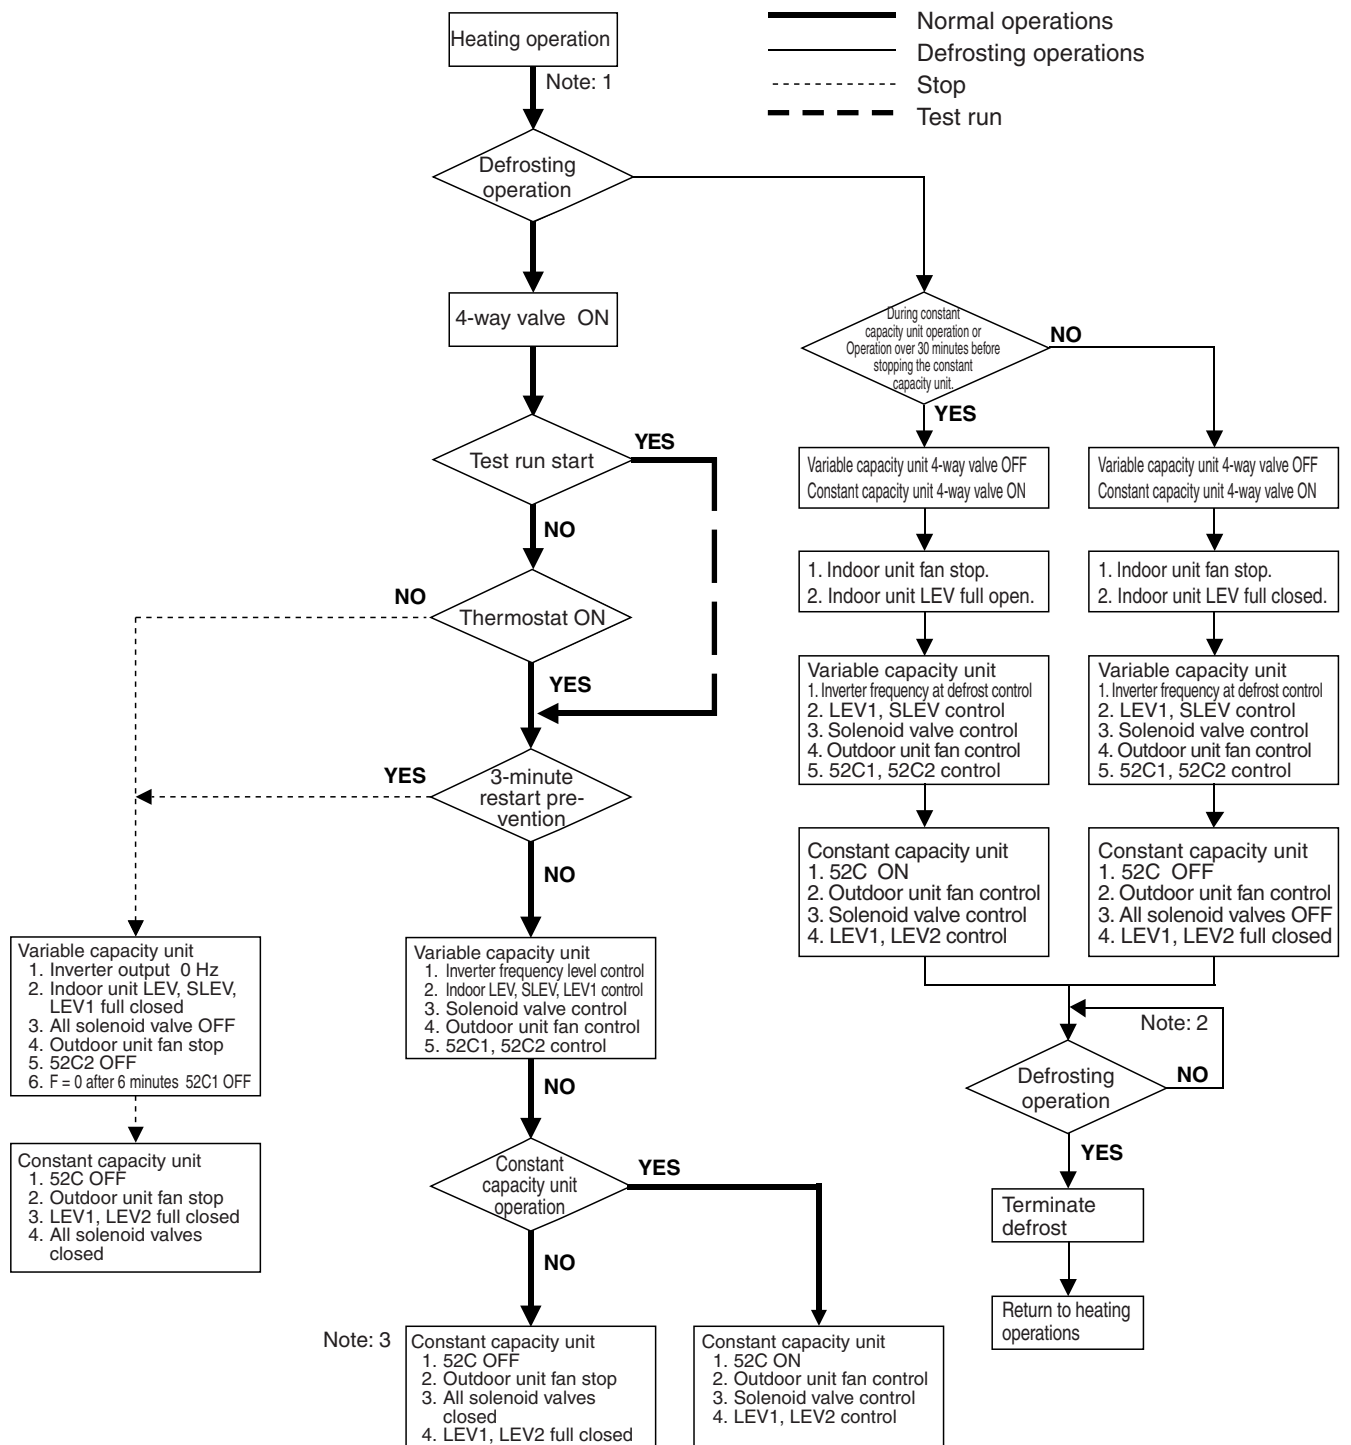 Heating operation
Note: 1
Normal operations
Defrosting operations
Stop
Test run
Defrosting
operation
4-way valve  ON
Test run start
YES
NO
Thermostat ON
NO
YES
3-minute
restart pre-
vention
YES
NO
Variable capacity unit
1. Inverter output  0 Hz
2. Indoor unit LEV, SLEV,
LEV1 full closed
3. All solenoid valve OFF
4. Outdoor unit fan stop
5. 52C2 OFF
6. F = 0 after 6 minutes  52C1 OFF
Constant capacity unit
1. 52C OFF
2. Outdoor unit fan stop
3. LEV1, LEV2 full closed
4. All solenoid valves
closed
Variable capacity unit
1. Inverter frequency level control
2. Indoor LEV, SLEV, LEV1 control
3. Solenoid valve control
4. Outdoor unit fan control
5. 52C1, 52C2 control
NO
Constant
capacity unit
operation
YES
NO
Note: 3
Constant capacity unit
1. 52C OFF
2. Outdoor unit fan stop
3. All solenoid valves
closed
4. LEV1, LEV2 full closed
Constant capacity unit
1. 52C ON
2. Outdoor unit fan control
3. Solenoid valve control
4. LEV1, LEV2 control
During constant
capacity unit operation or
Operation over 30 minutes before
stopping the constant
capacity unit.
NO
YES
Variable capacity unit 4-way valve OFF
Constant capacity unit 4-way valve ON
1. Indoor unit fan stop.
2. Indoor unit LEV full open.
Variable capacity unit
1. Inverter frequency at defrost control
2. LEV1, SLEV control
3. Solenoid valve control
4. Outdoor unit fan control
5. 52C1, 52C2 control
Constant capacity unit
1. 52C  ON
2. Outdoor unit fan control
3. Solenoid valve control
4. LEV1, LEV2 control
Variable capacity unit 4-way valve OFF
Constant capacity unit 4-way valve ON
1. Indoor unit fan stop.
2. Indoor unit LEV full closed.
Variable capacity unit
1. Inverter frequency at defrost control
2. LEV1, SLEV control
3. Solenoid valve control
4. Outdoor unit fan control
5. 52C1, 52C2 control
Constant capacity unit
1. 52C  OFF
2. Outdoor unit fan control
3. All solenoid valves OFF
4. LEV1, LEV2 full closed
Note: 2
Defrosting
operation
NO
YES
Terminate
defrost
Return to heating
operations